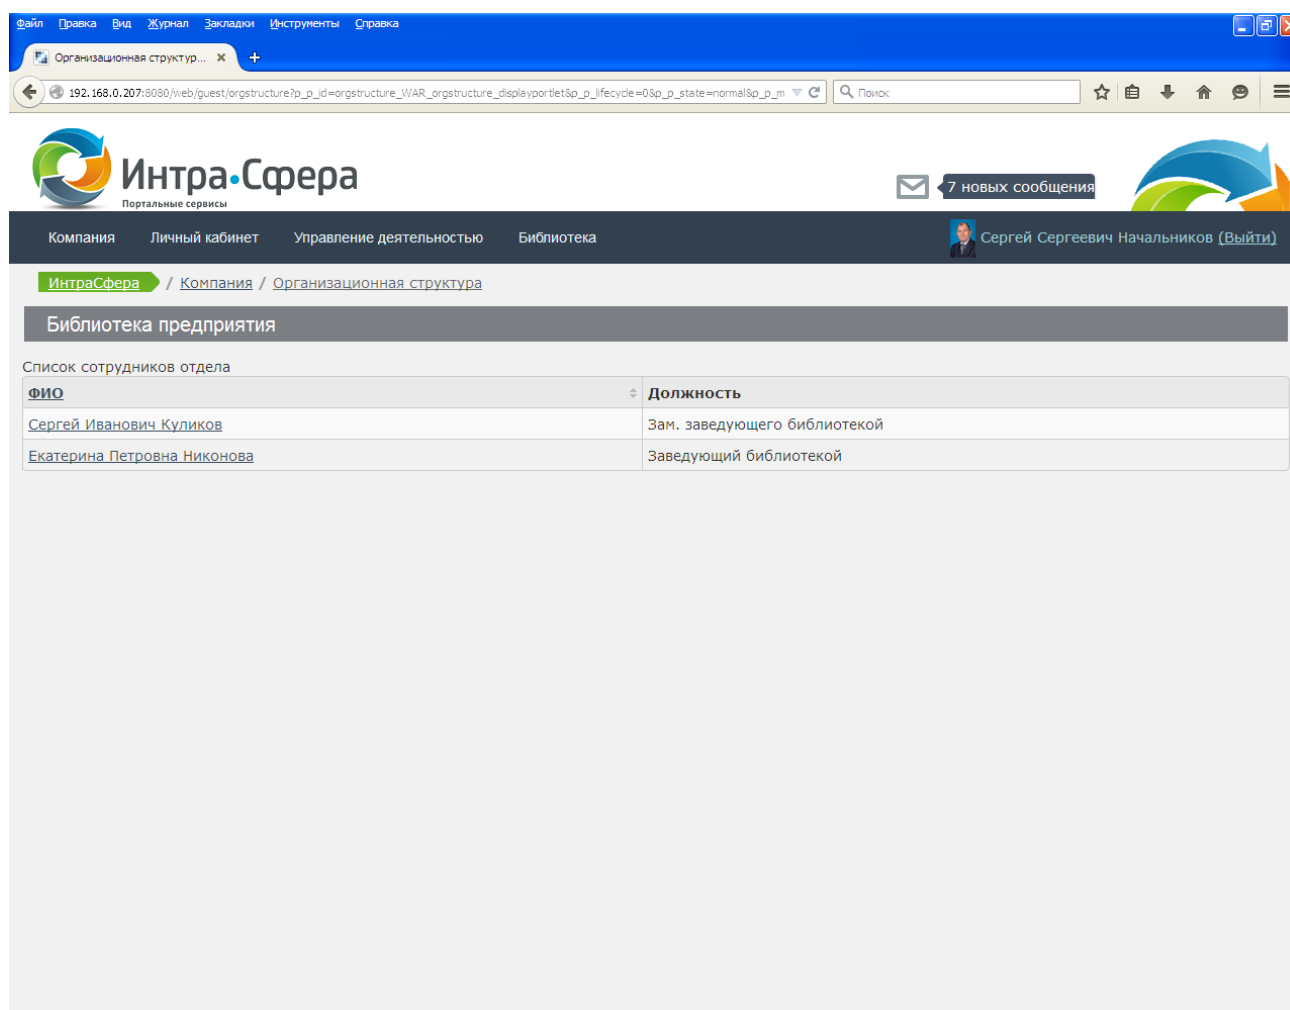 Файл Правка Вид Журнал Закладки Инструменты Справка
Организационная структур... × +
192.168.0.207:8080/web/guest/orgstructure?p_p_id=orgstructure_WAR_orgstructure_displayportlet&p_p_lifecycle=0&p_p_state=normal&p_p_m Поиск
Интра•Сфера
Портальные сервисы
7 новых сообщения
Компания Личный кабинет Управление деятельностью Библиотека Сергей Сергеевич Начальников (Выйти)
ИнтраСфера / Компания / Организационная структура
Библиотека предприятия
Список сотрудников отдела
ФИО Должность
Сергей Иванович Куликов Зам. заведующего библиотекой
Екатерина Петровна Никонова Заведующий библиотекой